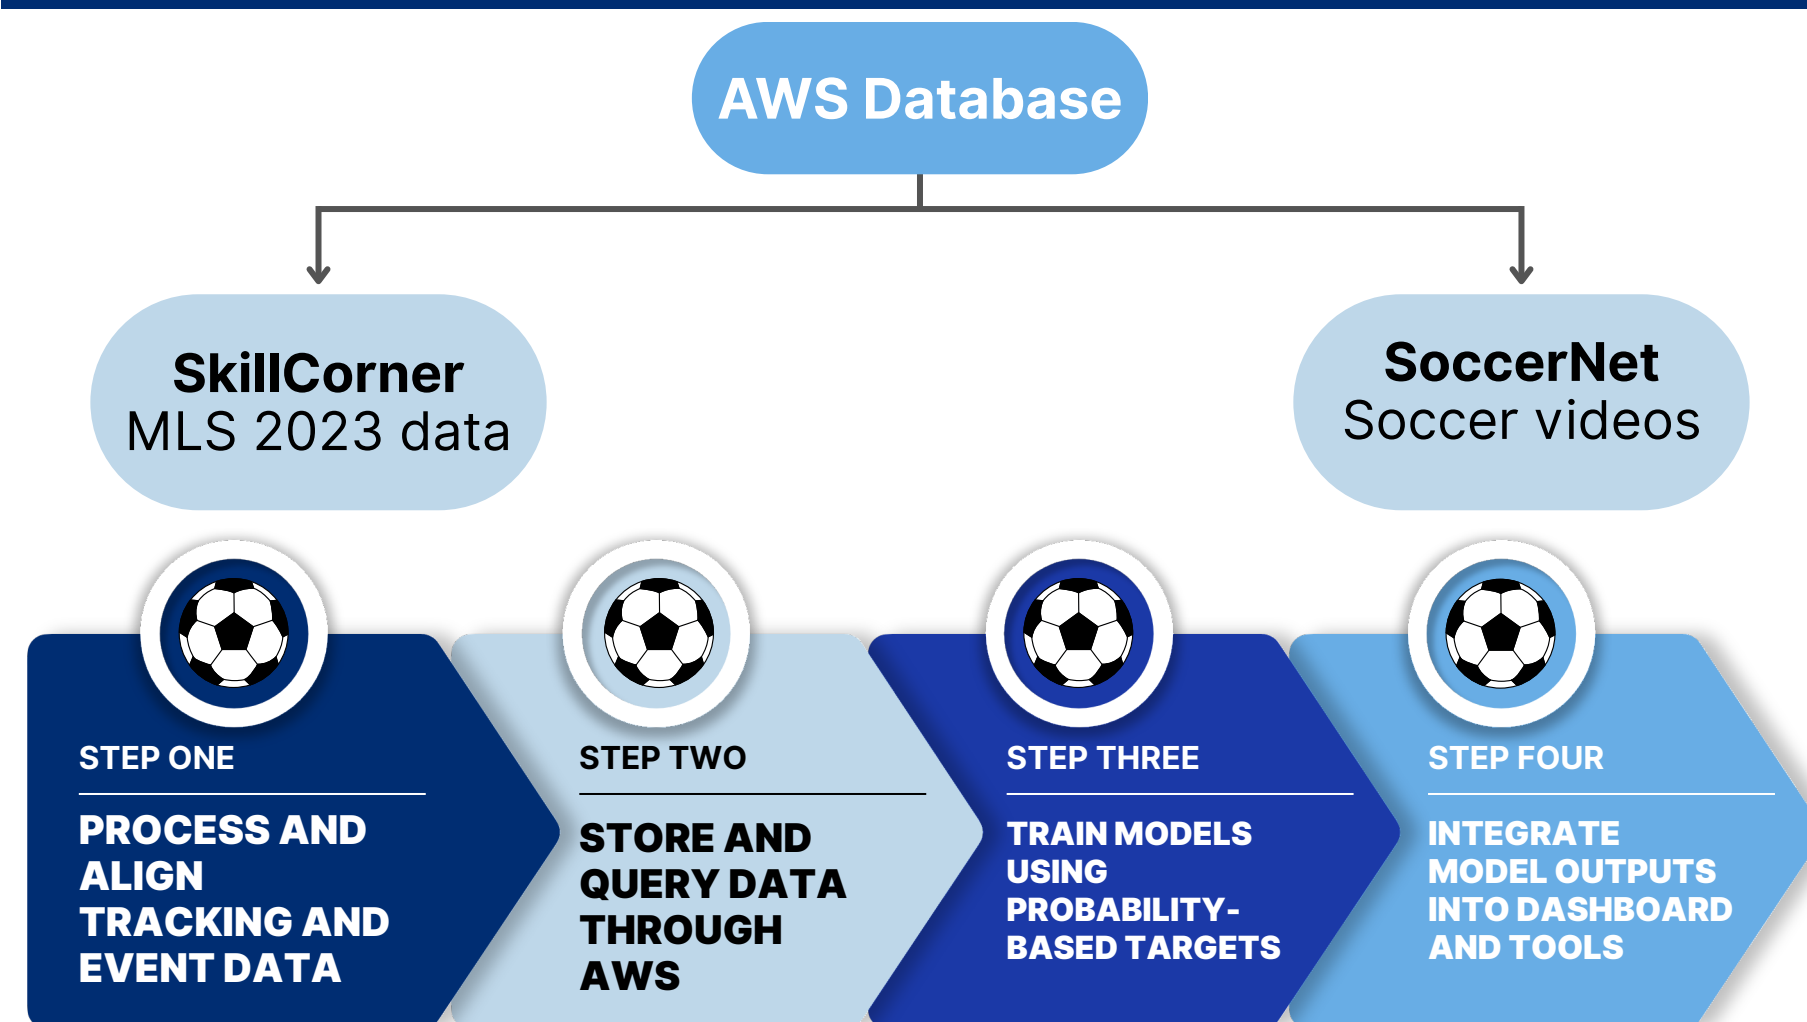 AWS Database
SkillCorner
MLS 2023 data
SoccerNet
Soccer videos
STEP ONE
PROCESS AND
ALIGN
TRACKING AND
EVENT DATA
STEP TWO
STORE AND
QUERY DATA
THROUGH
AWS
STEP THREE
TRAIN MODELS
USING
PROBABILITY-
BASED TARGETS
STEP FOUR
INTEGRATE
MODEL OUTPUTS
INTO DASHBOARD
AND TOOLS